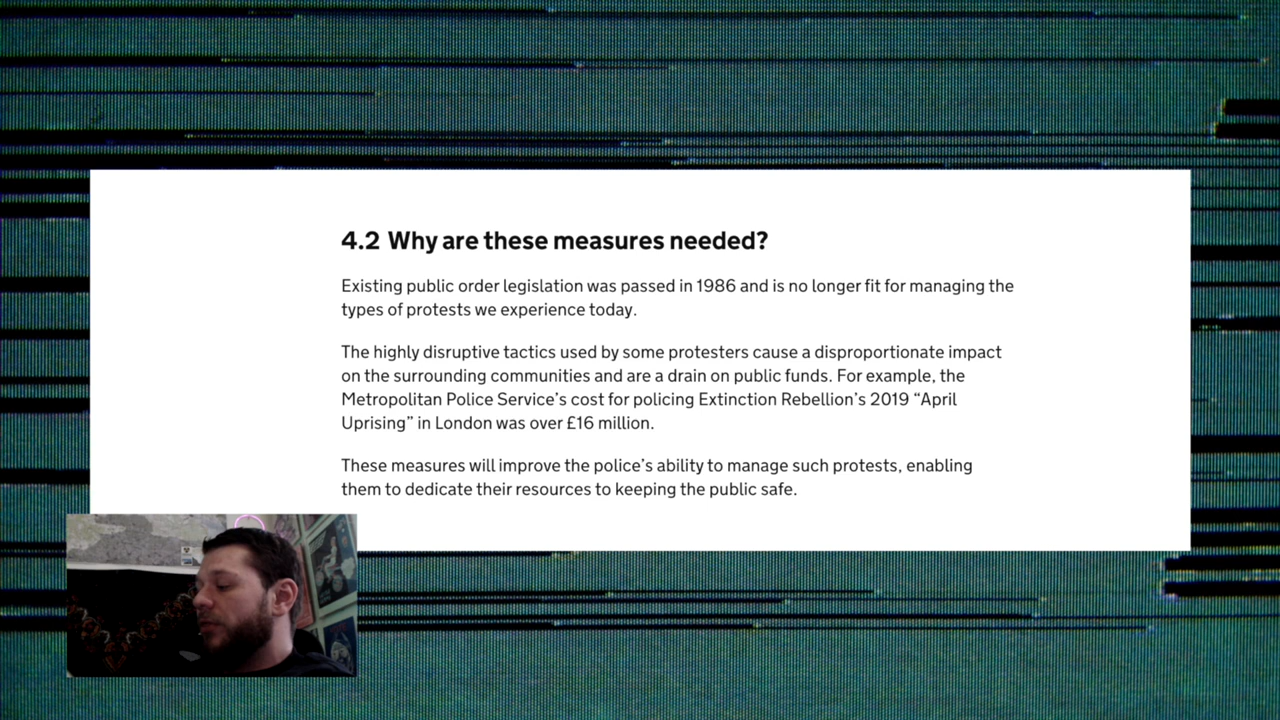 4.2 Why are these measures needed?
Existing public order legislation was passed in 1986 and is no longer fit for managing the
types of protests we experience today.
The highly disruptive tactics used by some protesters cause a disproportionate impact
on the surrounding communities and are a drain on public funds. For example, the
Metropolitan Police Service’s cost for policing Extinction Rebellion’s 2019 “April
Uprising” in London was over £16 million.
These measures will improve the police’s ability to manage such protests, enabling
them to dedicate their resources to keeping the public safe.